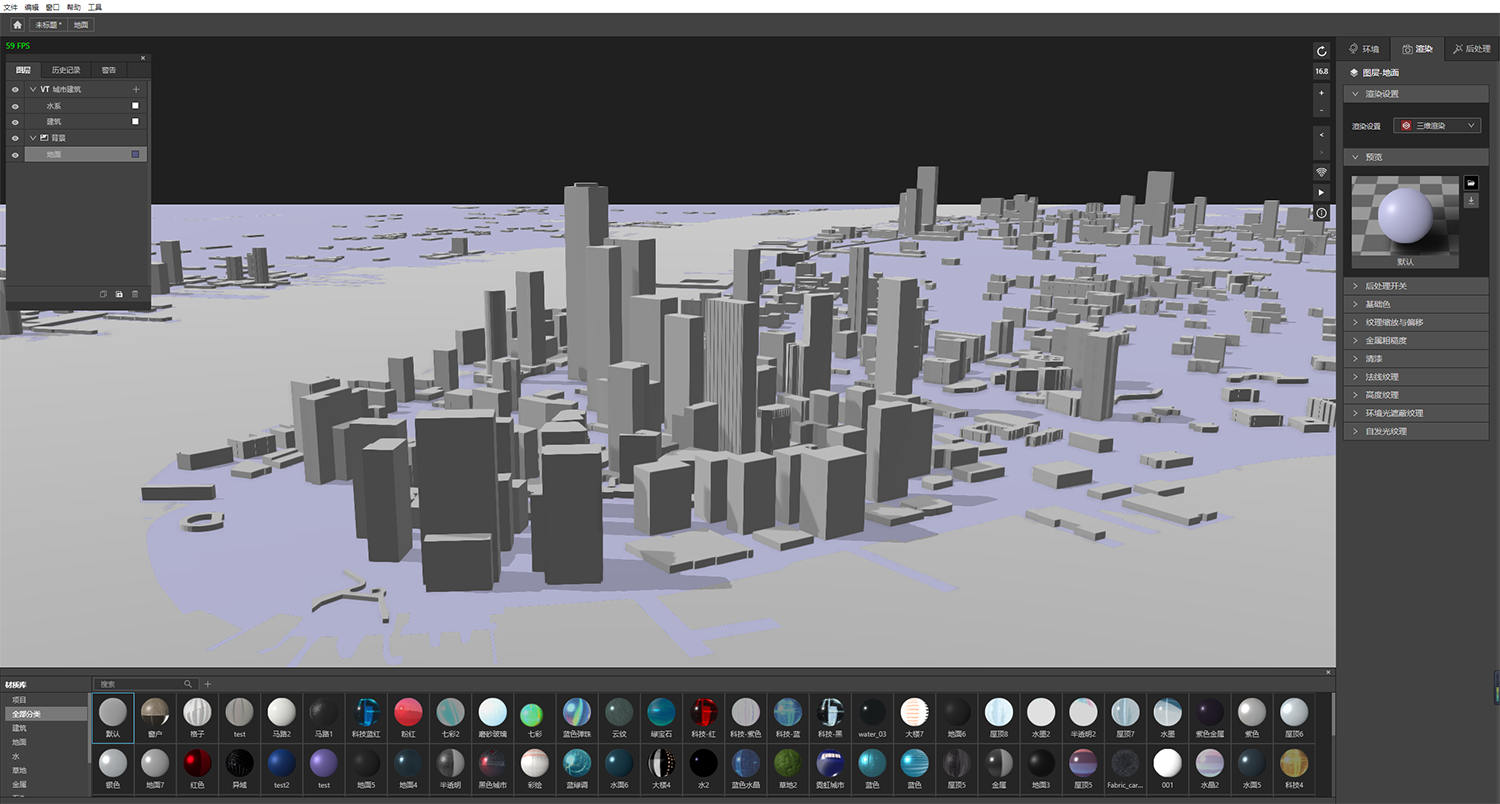 文件 编辑 窗口 帮助 工具
未标题 * 地面
59 FPS
图层 历史记录 警告
VT 城市建筑
水系
建筑
背景
地面
16.8
环境 渲染 后处理
图层-地面
渲染设置
渲染设置 三维渲染
预览
默认
后处理开关
基础色
纹理缩放与偏移
金属粗糙度
清漆
法线纹理
高度纹理
环境光遮蔽纹理
自发光纹理
材质库
搜索
项目
全部分类
建筑
地面
水
草地
金属
默认 窗户 格子 test 马路2 马路1 科技蓝红 粉红 七彩2 磨砂玻璃 七彩 蓝色弹珠 云纹 绿宝石 科技-红 科技-紫色 科技-蓝 科技-黑 water_03 大楼7 地面6 屋顶8 水墨2 半透明2 屋顶7 水墨 紫色金属 紫色 屋顶6
银色 地面7 红色 异域 test2 test 地面5 地面4 半透明 黑色城市 彩绘 蓝绿调 水面6 大楼4 水2 蓝色水晶 草地2 霓虹城市 蓝色 蓝色 屋顶5 金属 地面3 屋顶5 Fabric_car... 001 水晶2 水面5 科技4